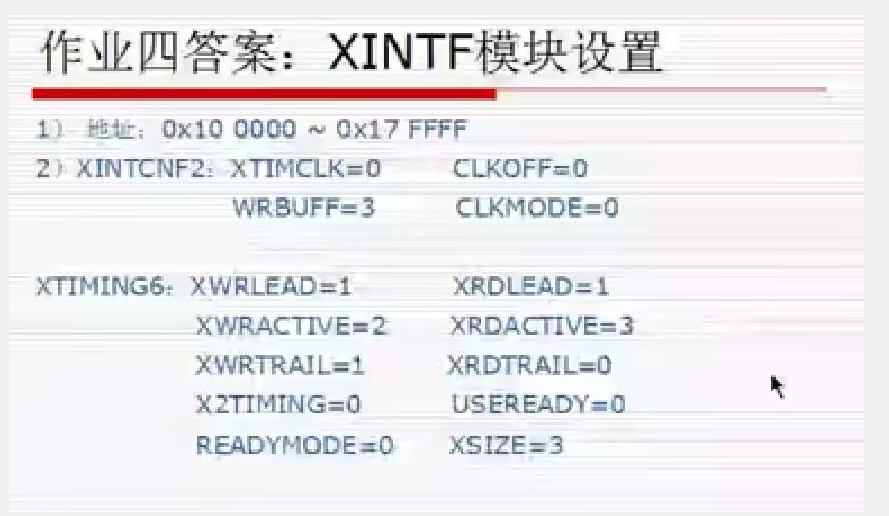 作业四答案：XINTF模块设置
1） 地址：0x10 0000 ~ 0x17 FFFF
2）XINTCNF2：XTIMCLK=0 CLKOFF=0
WRBUFF=3 CLKMODE=0
XTIMING6：XWRLEAD=1 XRDLEAD=1
XWRACTIVE=2 XRDACTIVE=3
XWRTRAIL=1 XRDTRAIL=0
X2TIMING=0 USEREADY=0
READYMODE=0 XSIZE=3